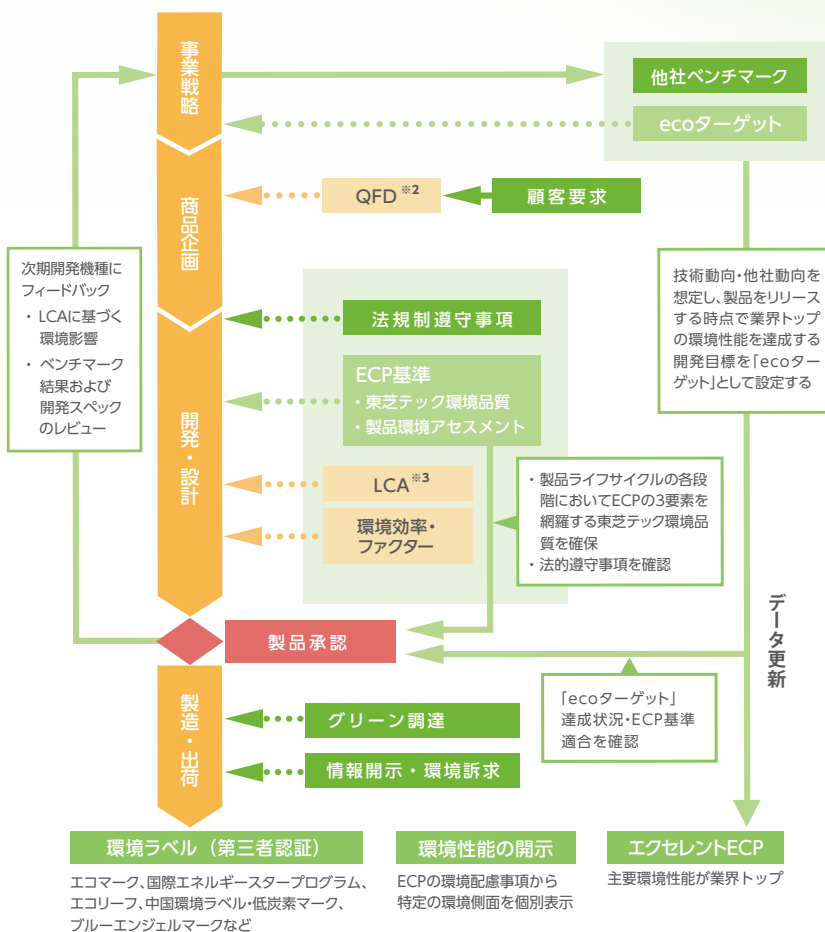 事業戦略
他社ベンチマーク
ecoターゲット
商品企画
QFD※2
顧客要求
次期開発機種に
フィードバック
・ LCAに基づく
環境影響
・ ベンチマーク
結果および
開発スペック
のレビュー
技術動向・他社動向を
想定し、製品をリリース
する時点で業界トップ
の環境性能を達成する
開発目標を「ecoター
ゲット」として設定する
開発・設計
法規制遵守事項
ECP基準
・東芝テック環境品質
・製品環境アセスメント
LCA※3
環境効率・
ファクター
・製品ライフサイクルの各段
階においてECPの3要素を
網羅する東芝テック環境品
質を確保
・法的遵守事項を確認
データ更新
製品承認
「ecoターゲット」
達成状況・ECP基準
適合を確認
製造・出荷
グリーン調達
情報開示・環境訴求
環境ラベル（第三者認証）
エコマーク、国際エネルギースタープログラム、
エコリーフ、中国環境ラベル・低炭素マーク、
ブルーエンジェルマークなど
環境性能の開示
ECPの環境配慮事項から
特定の環境側面を個別表示
エクセレントECP
主要環境性能が業界トップ